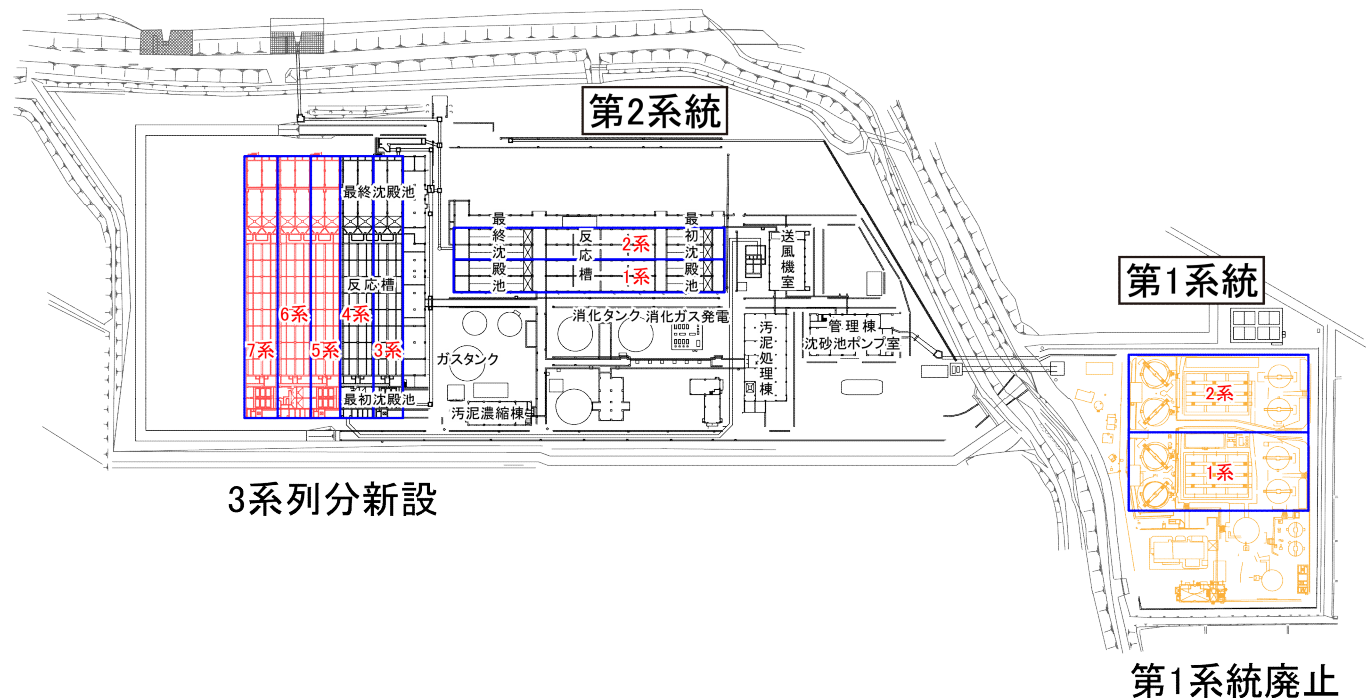 第2系統
最終沈殿池
反応槽
6系
4系
7系
5系
3系
最初沈殿池
最終沈殿池
反応槽
2系
1系
最初沈殿池
送風機室
消化タンク
消化ガス発電
ガスタンク
汚泥濃縮棟
汚泥処理棟
管理棟
沈砂池ポンプ室
第1系統
2系
1系
3系列分新設
第1系統廃止